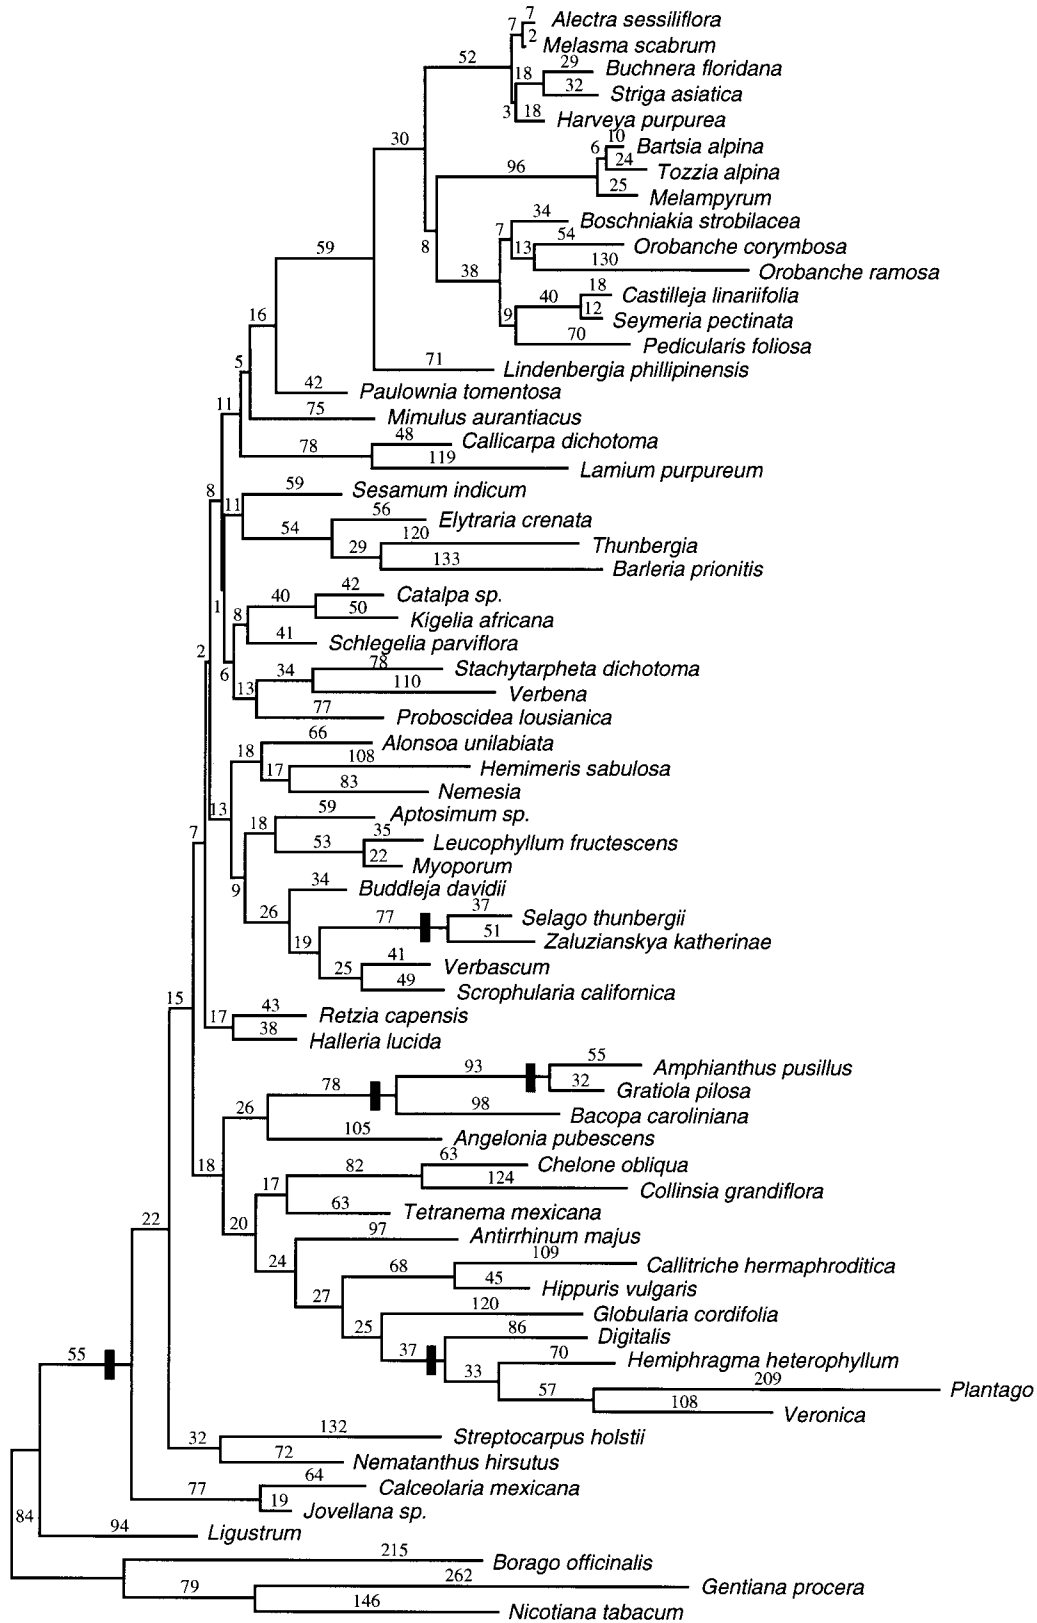 7
7 Alectra sessiliflora
2
Melasma scabrum
52
29
18 Buchnera floridana
32
Striga asiatica
3 18
Harveya purpurea
30
10
6 Bartsia alpina
24
96 Tozzia alpina
25
Melampyrum
34
7 Boschniakia strobilacea
54
8 13 Orobanche corymbosa
130
59 38 Orobanche ramosa
18
40 Castilleja linariifolia
12
9 Seymeria pectinata
70
16 Pedicularis foliosa
71
5 Lindenbergia phillipinensis
42
Paulownia tomentosa
11 75
Mimulus aurantiacus
48
78 Callicarpa dichotoma
119
Lamium purpureum
8 59
11 Sesamum indicum
56
54 Elytraria crenata
120
29 Thunbergia
133
Barleria prionitis
42
40 Catalpa sp.
1 50
8 Kigelia africana
41
Schlegelia parviflora
2 78
6 34 Stachytarpheta dichotoma
110
13 Verbena
77
Proboscidea lousianica
66
18 Alonsoa unilabiata
108
17 Hemimeris sabulosa
83
Nemesia
13 59
18 Aptosimum sp.
35
7 53 Leucophyllum fructescens
22
Myoporum
9 34
Buddleja davidii
26 37
77 Selago thunbergii
51
19 Zaluzianskya katherinae
41
25 Verbascum
49
Scrophularia californica
15 43
17 Retzia capensis
38
Halleria lucida
55
93 Amphianthus pusillus
32
78 Gratiola pilosa
98
26 Bacopa caroliniana
105
Angelonia pubescens
63
18 82 Chelone obliqua
124
17 Collinsia grandiflora
63
Tetranema mexicana
22 20 97
Antirrhinum majus
109
24 68 Callitriche hermaphroditica
45
Hippuris vulgaris
27 120
Globularia cordifolia
25 86
Digitalis
55 37 70
Hemiphragma heterophyllum
33 209
57 Plantago
108
Veronica
132
32 Streptocarpus holstii
72
Nematanthus hirsutus
64
77 Calceolaria mexicana
19
Jovellana sp.
84 94
Ligustrum
215
Borago officinalis
262
79 Gentiana procera
146
Nicotiana tabacum